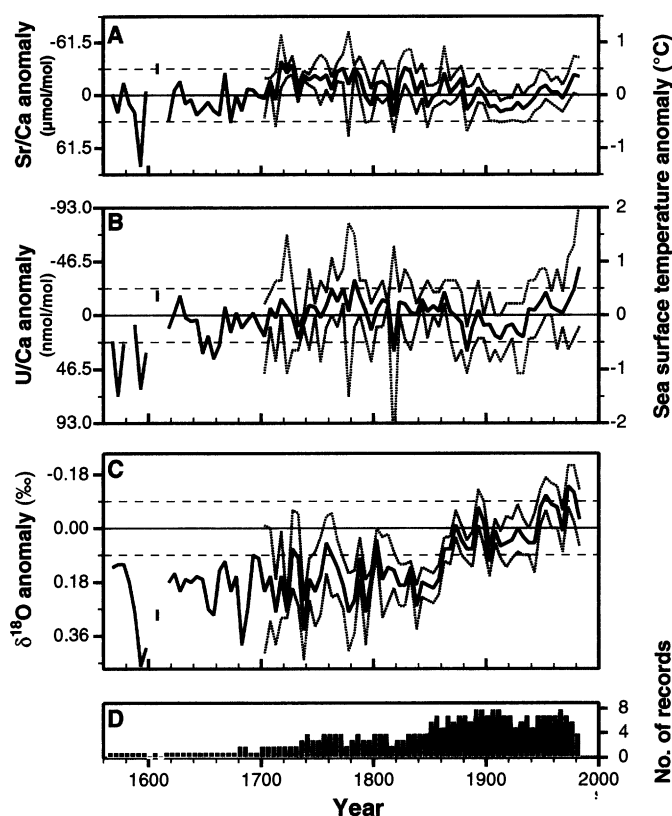 A
Sr/Ca anomaly
(μmol/mol)
-61.5
0
61.5
1
0
-1
B
U/Ca anomaly
(nmol/mol)
-93.0
-46.5
0
46.5
93.0
2
1
0
-1
-2
Sea surface temperature anomaly (°C)
C
δ18O anomaly (‰)
-0.18
0.00
0.18
0.36
D
8
4
0
No. of records
1600
1700
1800
1900
2000
Year